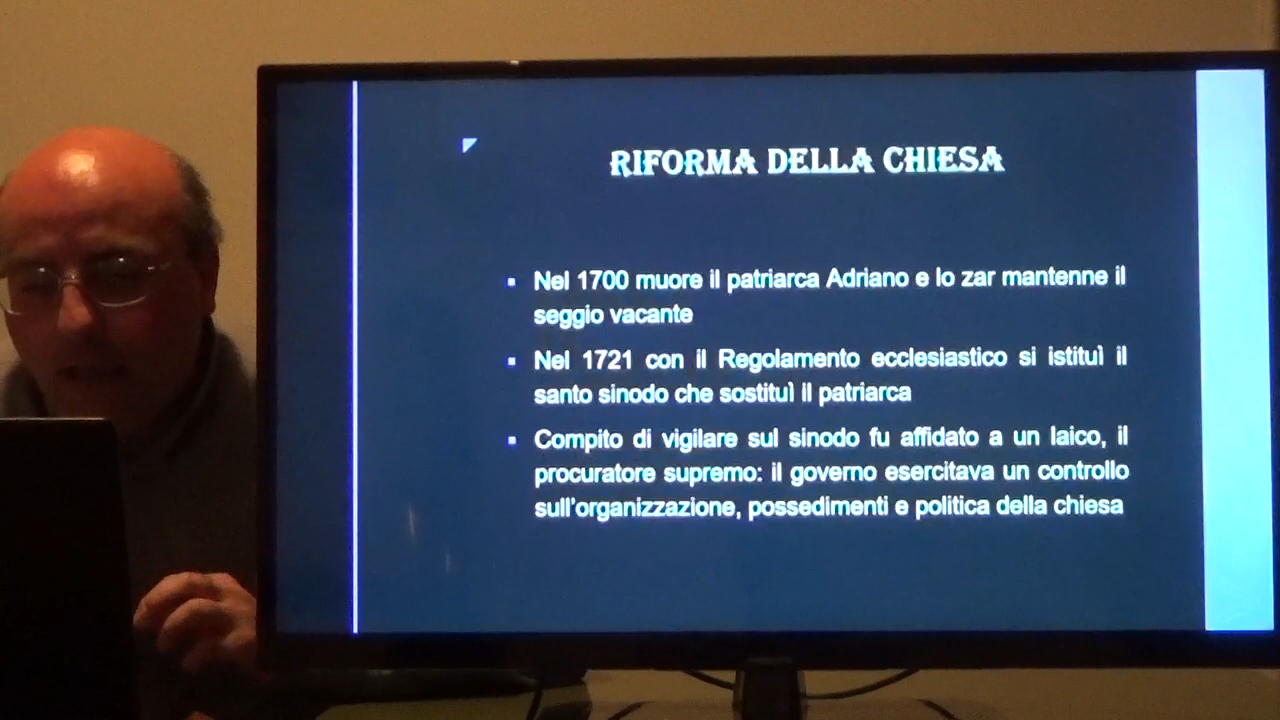 RIFORMA DELLA CHIESA
▪ Nel 1700 muore il patriarca Adriano e lo zar mantenne il
seggio vacante
▪ Nel 1721 con il Regolamento ecclesiastico si istituì il
santo sinodo che sostituì il patriarca
▪ Compito di vigilare sul sinodo fu affidato a un laico, il
procuratore supremo: il governo esercitava un controllo
sull'organizzazione, possedimenti e politica della chiesa